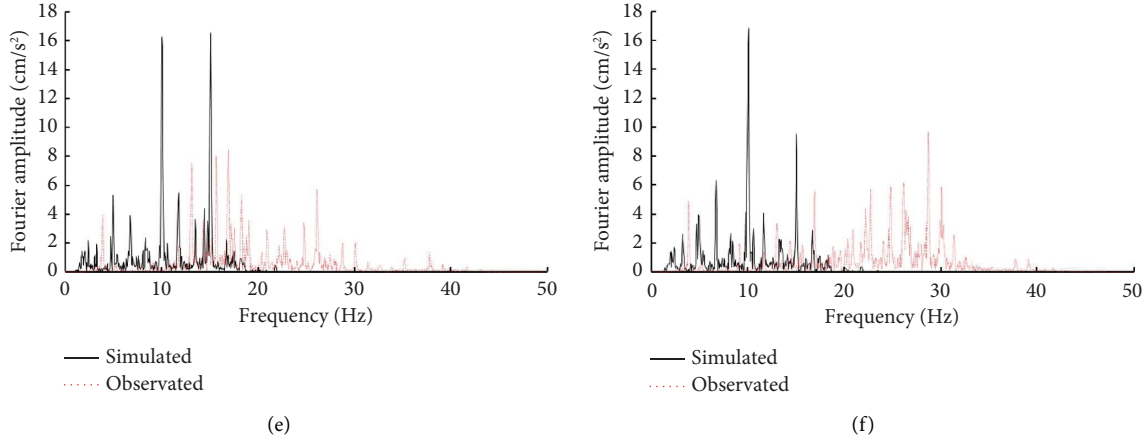 18
16
14
12
10
8
6
4
2
0
Fourier amplitude (cm/s²)
0 10 20 30 40 50
Frequency (Hz)
Simulated
Observated
(e)
18
16
14
12
10
8
6
4
2
0
Fourier amplitude (cm/s²)
0 10 20 30 40 50
Frequency (Hz)
Simulated
Observated
(f)